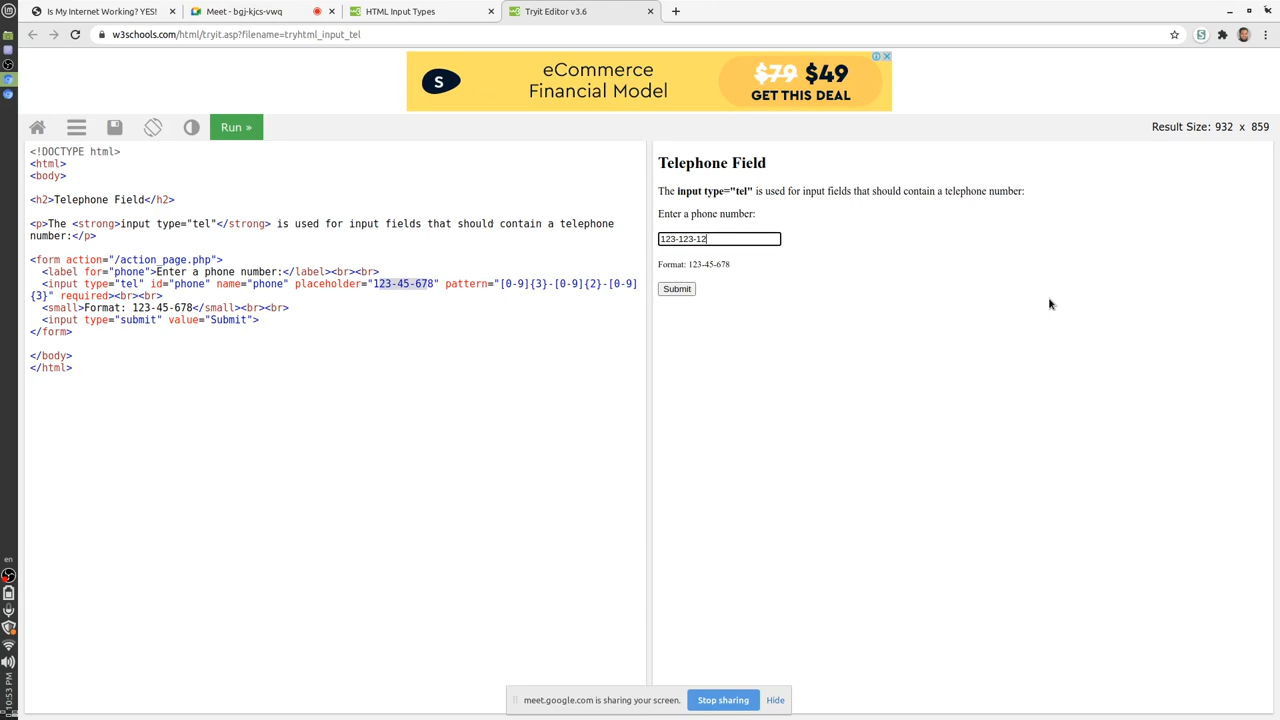 Is My Internet Working? YES!
Meet - bgj-kjcs-vwq
HTML Input Types
Tryit Editor v3.6
w3schools.com/html/tryit.asp?filename=tryhtml_input_tel
S
eCommerce
Financial Model
$79 $49
GET THIS DEAL
Run »
Result Size: 932 x 859
<!DOCTYPE html>
<html>
<body>
<h2>Telephone Field</h2>
<p>The <strong>input type="tel"</strong> is used for input fields that should contain a telephone
number:</p>
<form action="/action_page.php">
<label for="phone">Enter a phone number:</label><br><br>
<input type="tel" id="phone" name="phone" placeholder="123-45-678" pattern="[0-9]{3}-[0-9]{2}-[0-9]
{3}" required><br><br>
<small>Format: 123-45-678</small><br><br>
<input type="submit" value="Submit">
</form>
</body>
</html>
Telephone Field
The input type="tel" is used for input fields that should contain a telephone number:
Enter a phone number:
123-123-12
Format: 123-45-678
Submit
en
10:53 PM
meet.google.com is sharing your screen.
Stop sharing
Hide